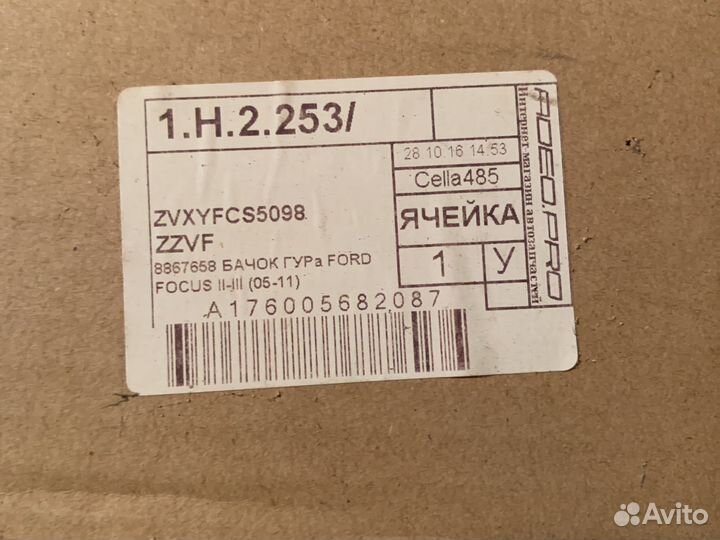 1.H.2.253/
28.10.16 14:53
Cella485
ZVXYFCS5098
ZZVF
ЯЧЕЙКА
8867658 БАЧОК ГУРа FORD
FOCUS II-III (05-11)
1 У
A176005682087
ADEO.PRO
Интернет-магазин автозапчастей
Avito